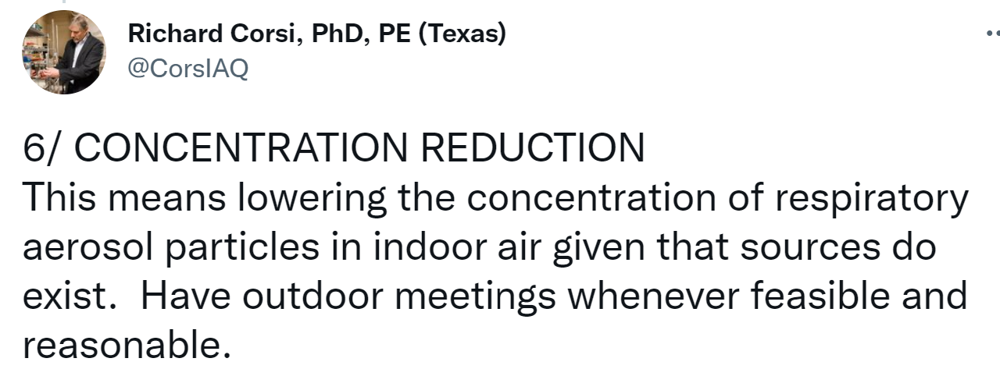 Richard Corsi, PhD, PE (Texas)
@CorsIAQ
6/ CONCENTRATION REDUCTION
This means lowering the concentration of respiratory
aerosol particles in indoor air given that sources do
exist.  Have outdoor meetings whenever feasible and
reasonable.